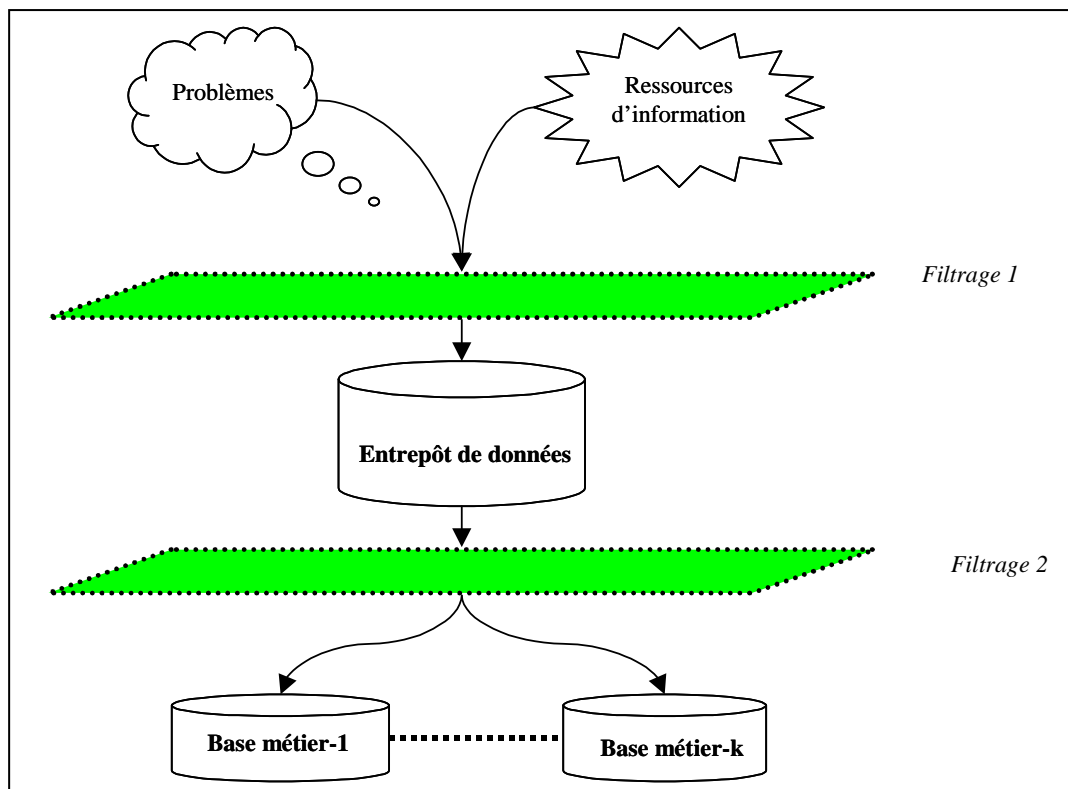 Problèmes
Ressources
d’information
Filtrage 1
Entrepôt de données
Filtrage 2
Base métier-1
Base métier-k